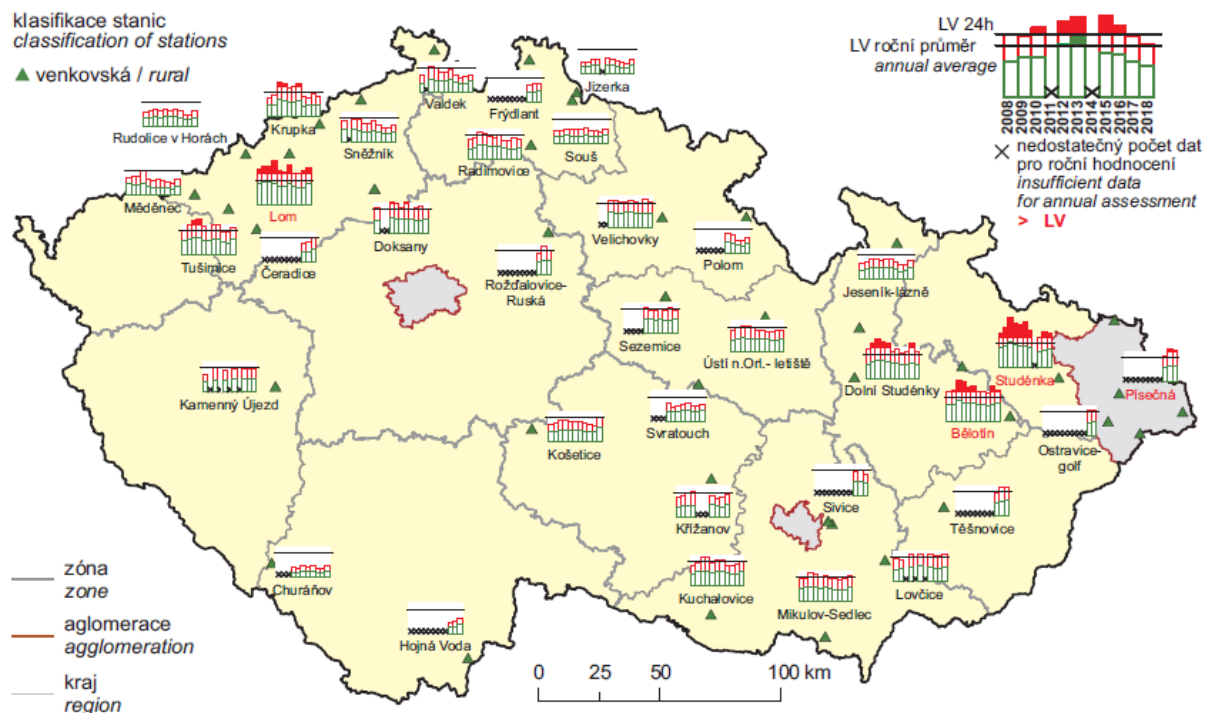 klasifikace stanic
classification of stations
venkovská / rural
LV 24h
LV roční průměr
annual average
2008
2009
2010
2011
2012
2013
2014
2015
2016
2017
2018
nedostatečný počet dat
pro roční hodnocení
insufficient data
for annual assessment
> LV
Rudolice v Horách
Krupka
Valdek
Frýdlant
Jizerka
Sněžník
Radimovice
Souš
Měděnec
Lom
Tušimice
Čeradice
Doksany
Rožďalovice-
Ruská
Velichovky
Polom
Jeseník-lázně
Sezemice
Ústí n.Orl.- letiště
Dolní Studénky
Studénka
Písečná
Kamenný Újezd
Svratouch
Bělotín
Košetice
Ostravice-
golf
Křižanov
Sivice
Těšnovice
Churáňov
Kuchařovice
Mikulov-Sedlec
Lovčice
Hojná Voda
zóna
zone
aglomerace
agglomeration
kraj
region
0 25 50 100 km